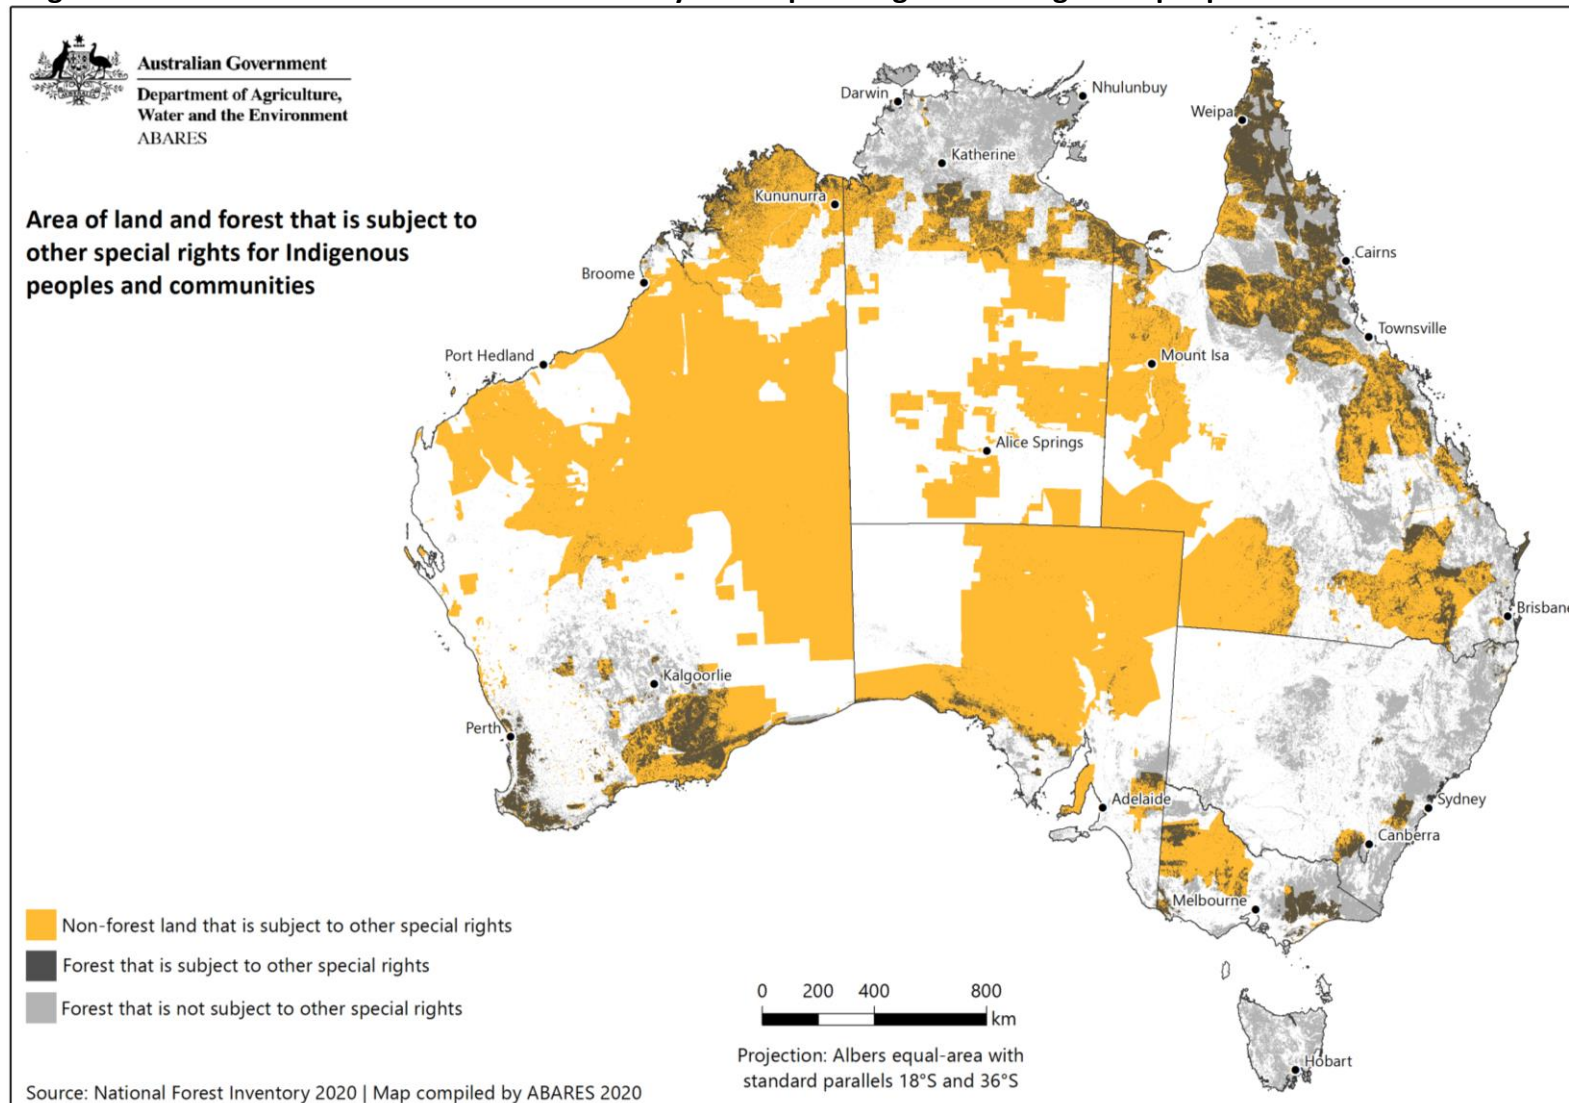 Australian Government
Department of Agriculture,
Water and the Environment
ABARES
Area of land and forest that is subject to
other special rights for Indigenous
peoples and communities
Darwin
Nhulunbuy
Weipa
Katherine
Kununurra
Cairns
Broome
Townsville
Port Hedland
Mount Isa
Alice Springs
Brisbane
Kalgoorlie
Perth
Adelaide
Sydney
Canberra
Melbourne
Hobart
Non-forest land that is subject to other special rights
Forest that is subject to other special rights
Forest that is not subject to other special rights
0 200 400 800
km
Projection: Albers equal-area with
standard parallels 18°S and 36°S
Source: National Forest Inventory 2020 | Map compiled by ABARES 2020